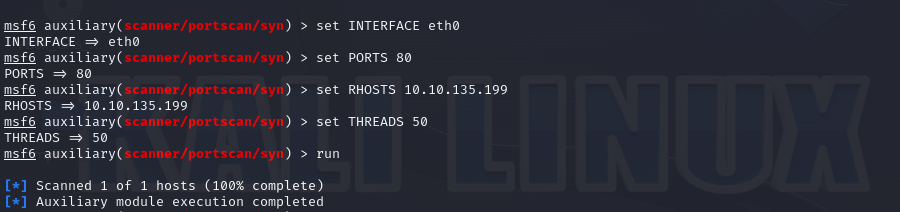 msf6 auxiliary(scanner/portscan/syn) > set INTERFACE eth0
INTERFACE => eth0
msf6 auxiliary(scanner/portscan/syn) > set PORTS 80
PORTS => 80
msf6 auxiliary(scanner/portscan/syn) > set RHOSTS 10.10.135.199
RHOSTS => 10.10.135.199
msf6 auxiliary(scanner/portscan/syn) > set THREADS 50
THREADS => 50
msf6 auxiliary(scanner/portscan/syn) > run
[*] Scanned 1 of 1 hosts (100% complete)
[*] Auxiliary module execution completed
KALI LINUX